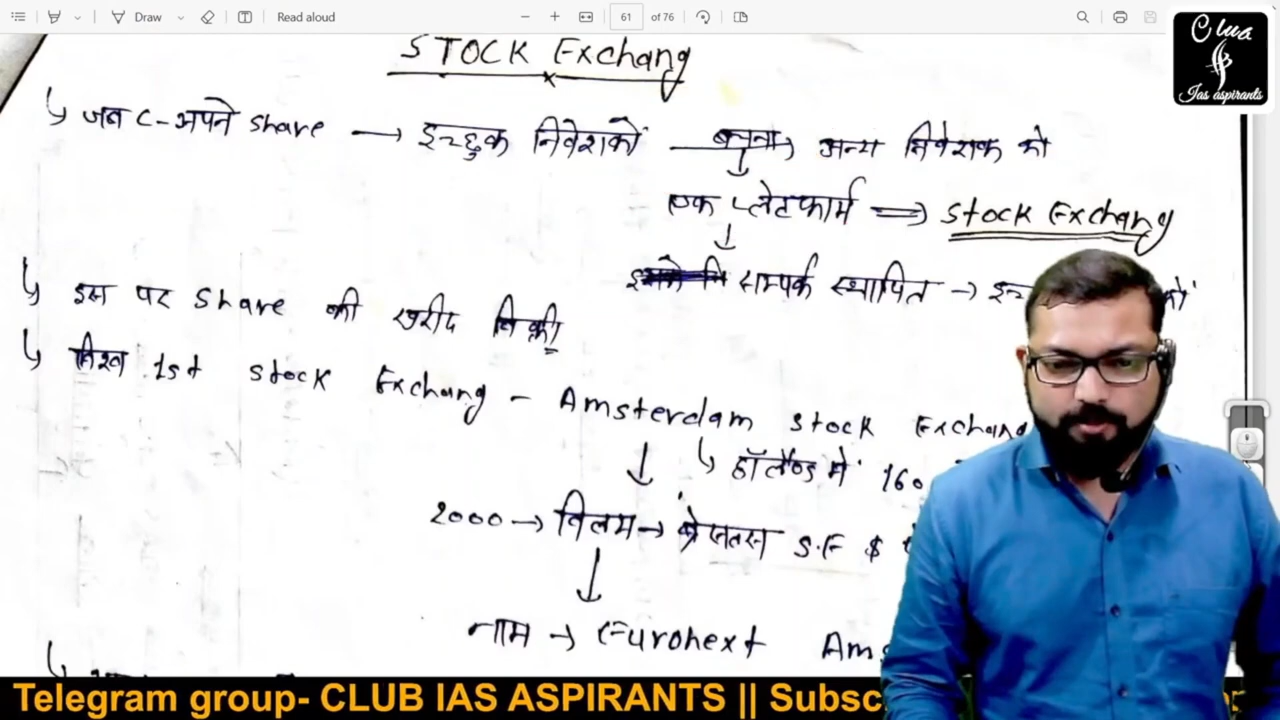 Draw
Read aloud
61 of 76
Clua
Ias aspirants
STOCK Exchang
जब C-अपने share → इच्छुक निवेशकों → बेचना → अन्य निवेशक को
एक प्लेटफार्म ⇒ Stock Exchang
सम्पर्क स्थापित →
इस पर Share की खरीद बिक्री
विश्व 1st stock Exchang - Amsterdam stock Exchang
हॉलैण्ड में 160
2000 → विलय → S.E $
नाम → Euronext Ams
Telegram group- CLUB IAS ASPIRANTS || Subsc